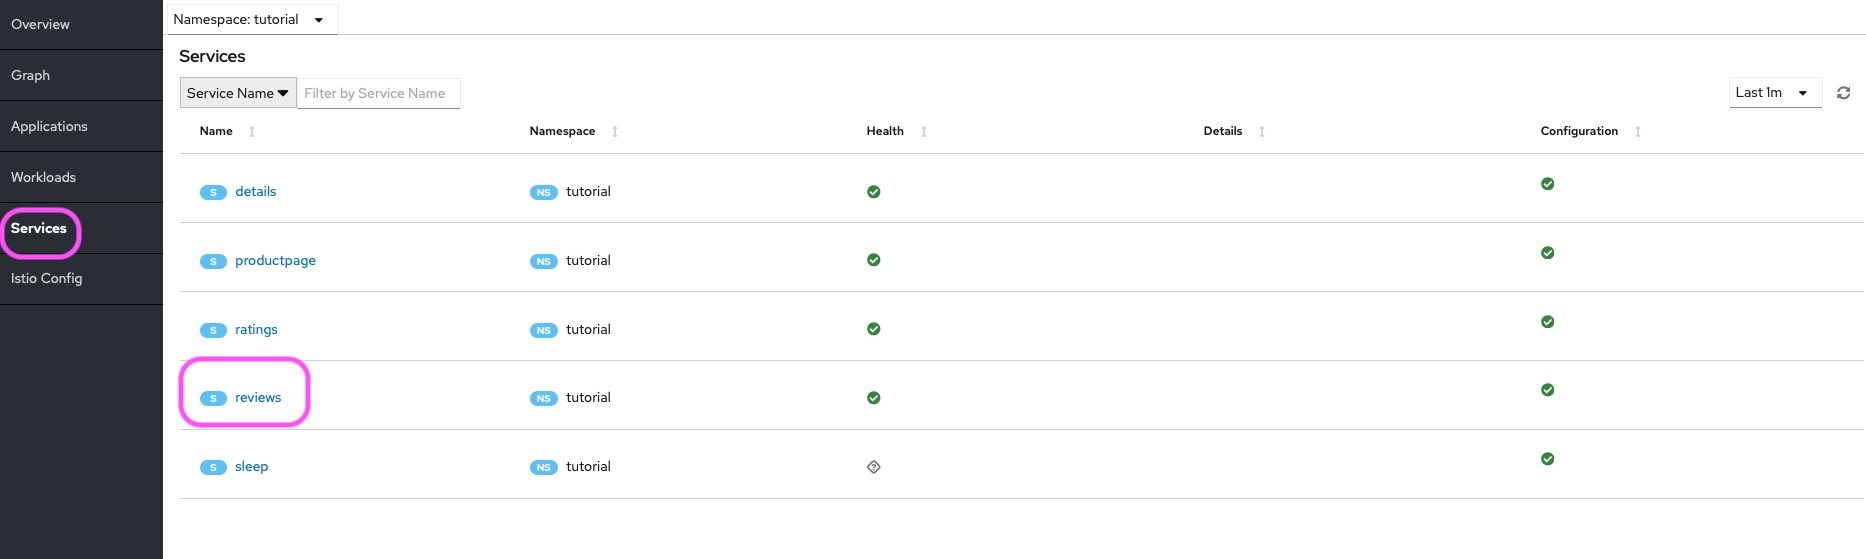 Overview
Graph
Applications
Workloads
Services
Istio Config
Namespace: tutorial
Services
Service Name Filter by Service Name Last 1m
Name Namespace Health Details Configuration
S details NS tutorial
S productpage NS tutorial
S ratings NS tutorial
S reviews NS tutorial
S sleep NS tutorial ?